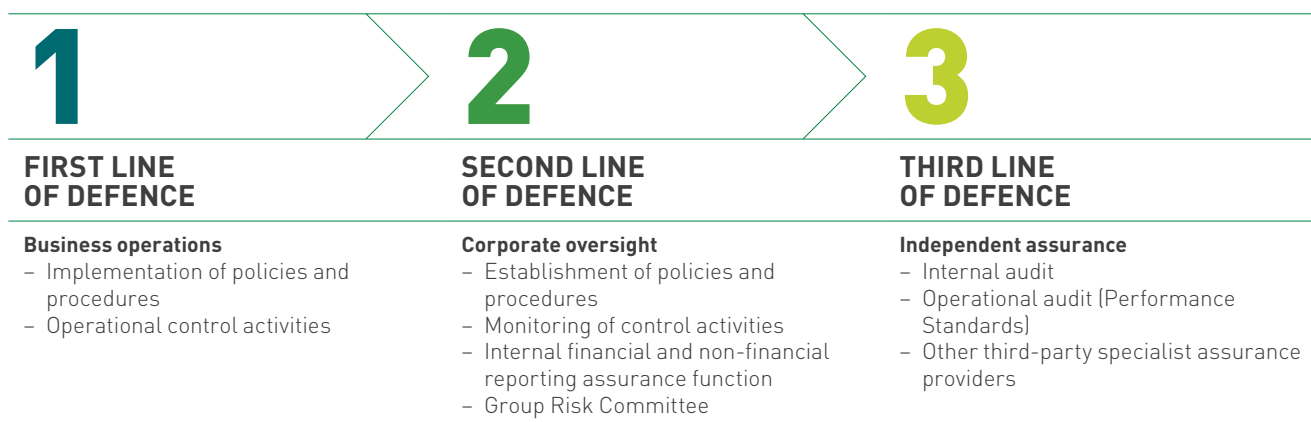 1
FIRST LINE
OF DEFENCE
Business operations
– Implementation of policies and
procedures
– Operational control activities
2
SECOND LINE
OF DEFENCE
Corporate oversight
– Establishment of policies and
procedures
– Monitoring of control activities
– Internal financial and non-financial
reporting assurance function
– Group Risk Committee
3
THIRD LINE
OF DEFENCE
Independent assurance
– Internal audit
– Operational audit (Performance
Standards)
– Other third-party specialist assurance
providers